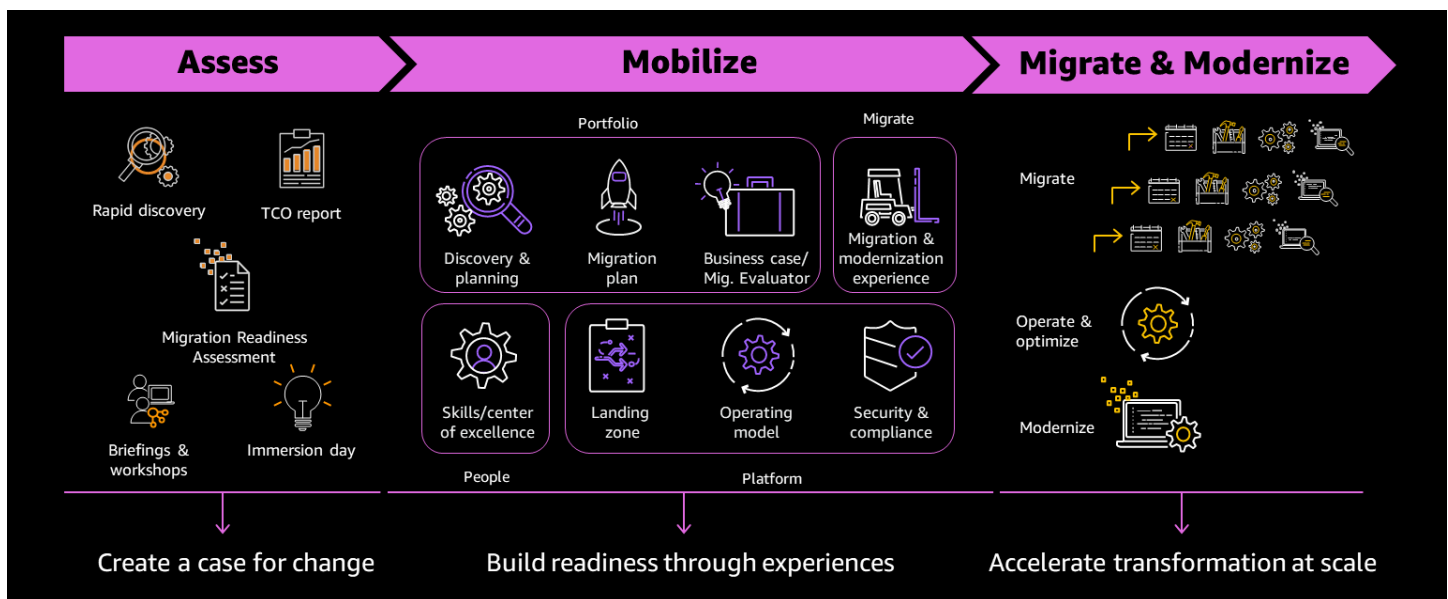 Assess
Mobilize
Migrate & Modernize
Rapid discovery
TCO report
Migration Readiness
Assessment
Briefings &
workshops
Immersion day
Portfolio
Migrate
Discovery &
planning
Migration
plan
Business case/
Mig. Evaluator
Migration &
modernization
experience
Skills/center
of excellence
Landing
zone
Operating
model
Security &
compliance
People
Platform
Migrate
Operate &
optimize
Modernize
Create a case for change
Build readiness through experiences
Accelerate transformation at scale